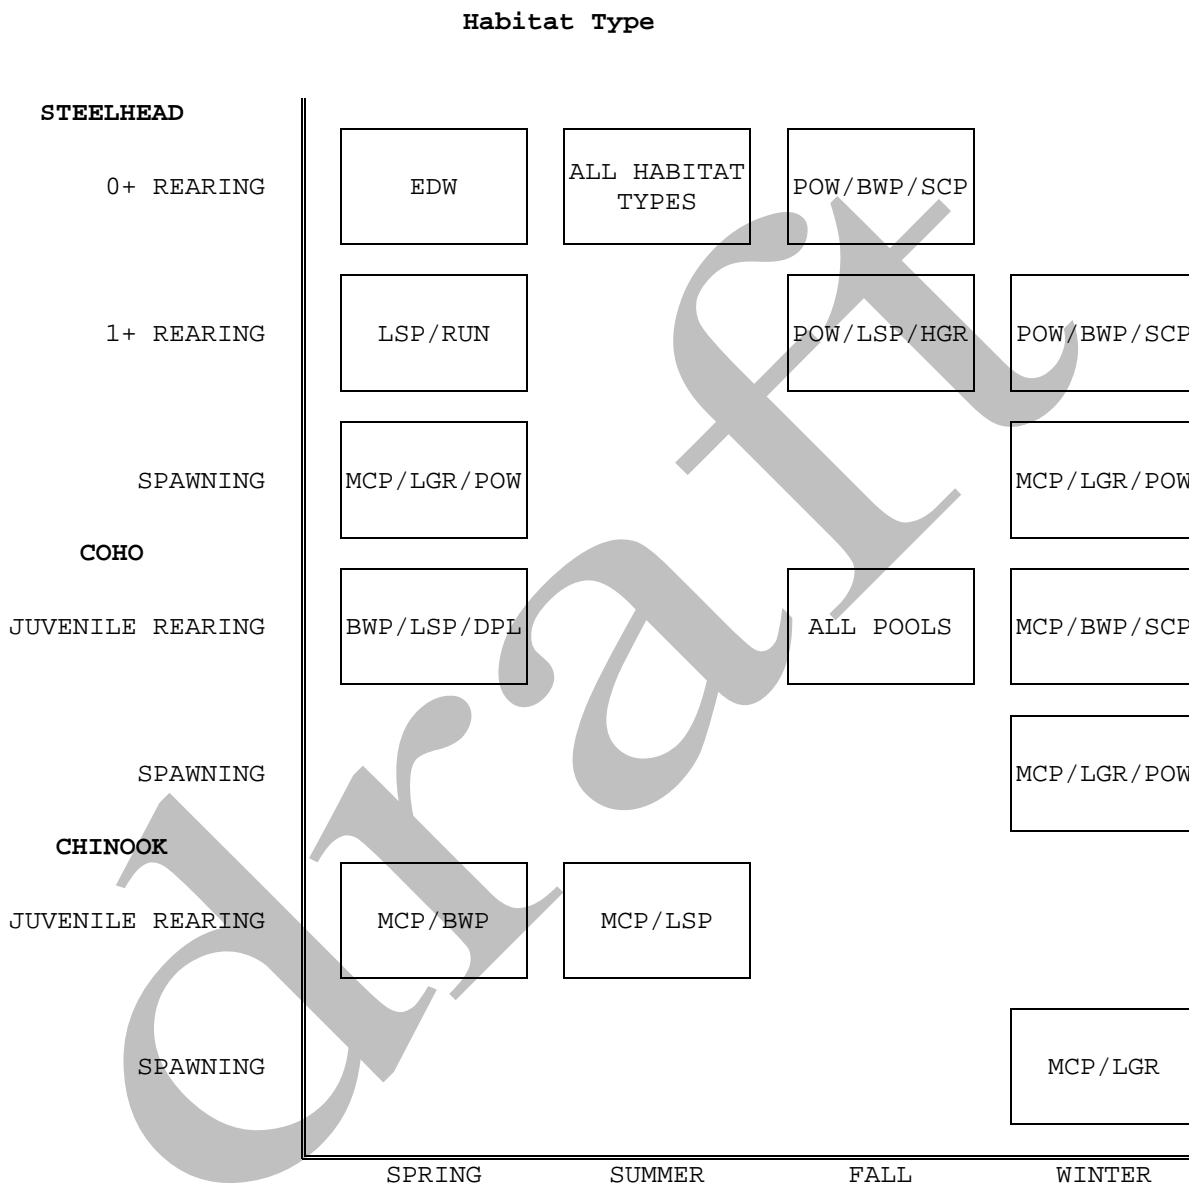 Habitat Type
STEELHEAD
0+ REARING EDW ALL HABITAT TYPES POW/BWP/SCP
1+ REARING LSP/RUN POW/LSP/HGR POW/BWP/SCP
SPAWNING MCP/LGR/POW MCP/LGR/POW
COHO
JUVENILE REARING BWP/LSP/DPL ALL POOLS MCP/BWP/SCP
SPAWNING MCP/LGR/POW
CHINOOK
JUVENILE REARING MCP/BWP MCP/LSP
SPAWNING MCP/LGR
SPRING SUMMER FALL WINTER
draft